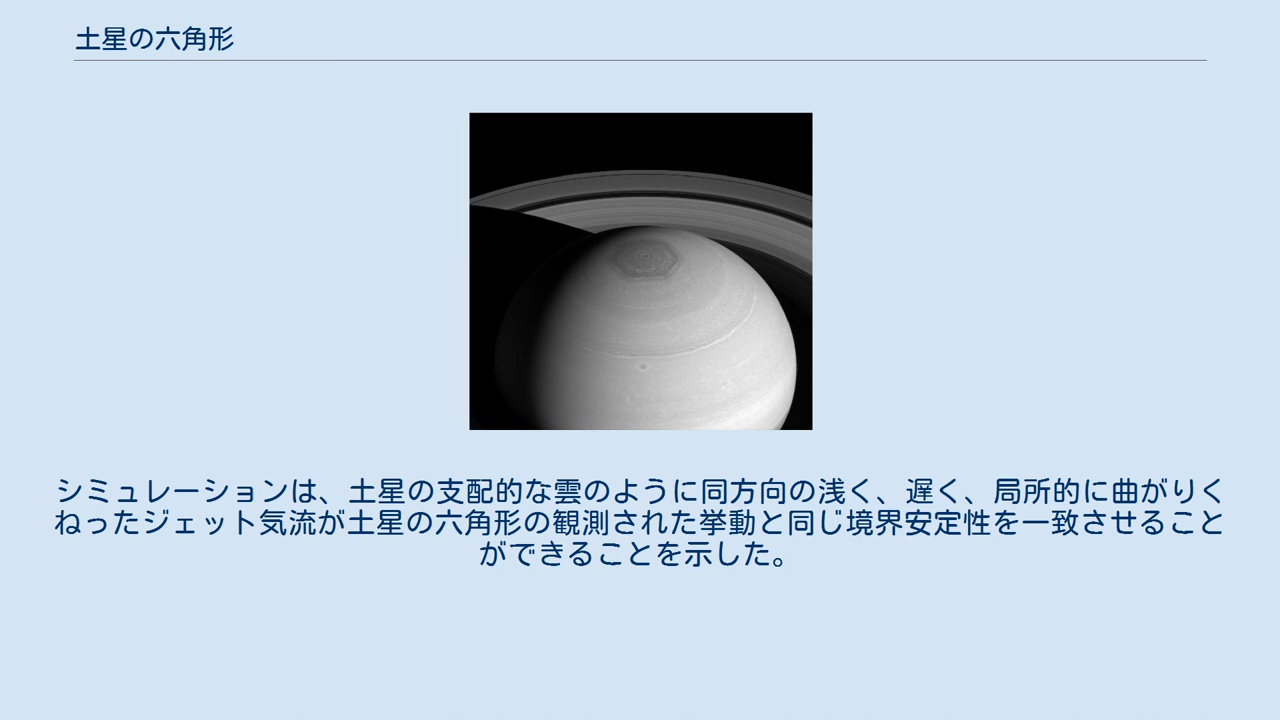 土星の六角形
シミュレーションは、土星の支配的な雲のように同方向の浅く、遅く、局所的に曲がりく
ねったジェット気流が土星の六角形の観測された挙動と同じ境界安定性を一致させること
ができることを示した。